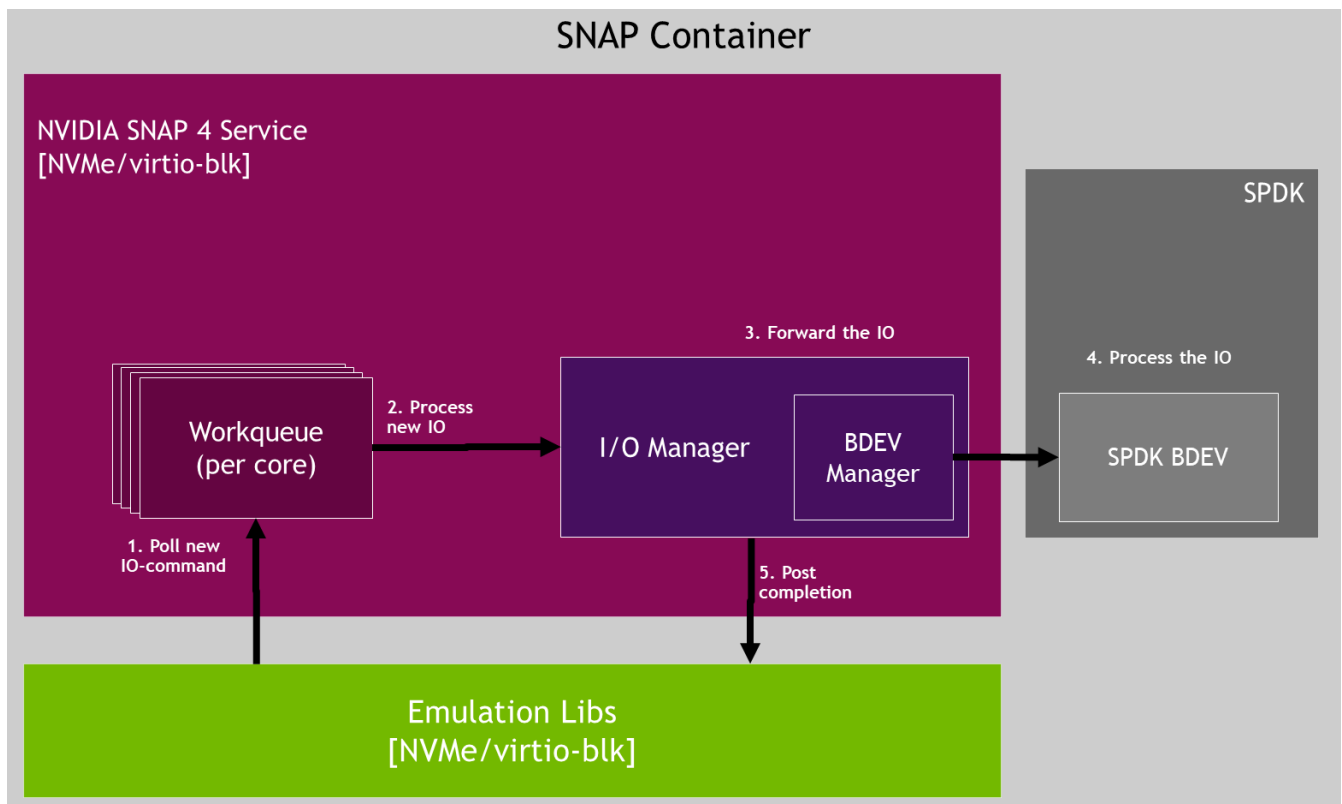 SNAP Container
NVIDIA SNAP 4 Service
[NVMe/virtio-blk]
SPDK
3. Forward the IO
4. Process the IO
2. Process
new IO
Workqueue
(per core)
I/O Manager
BDEV
Manager
SPDK BDEV
1. Poll new
IO-command
5. Post
completion
Emulation Libs
[NVMe/virtio-blk]